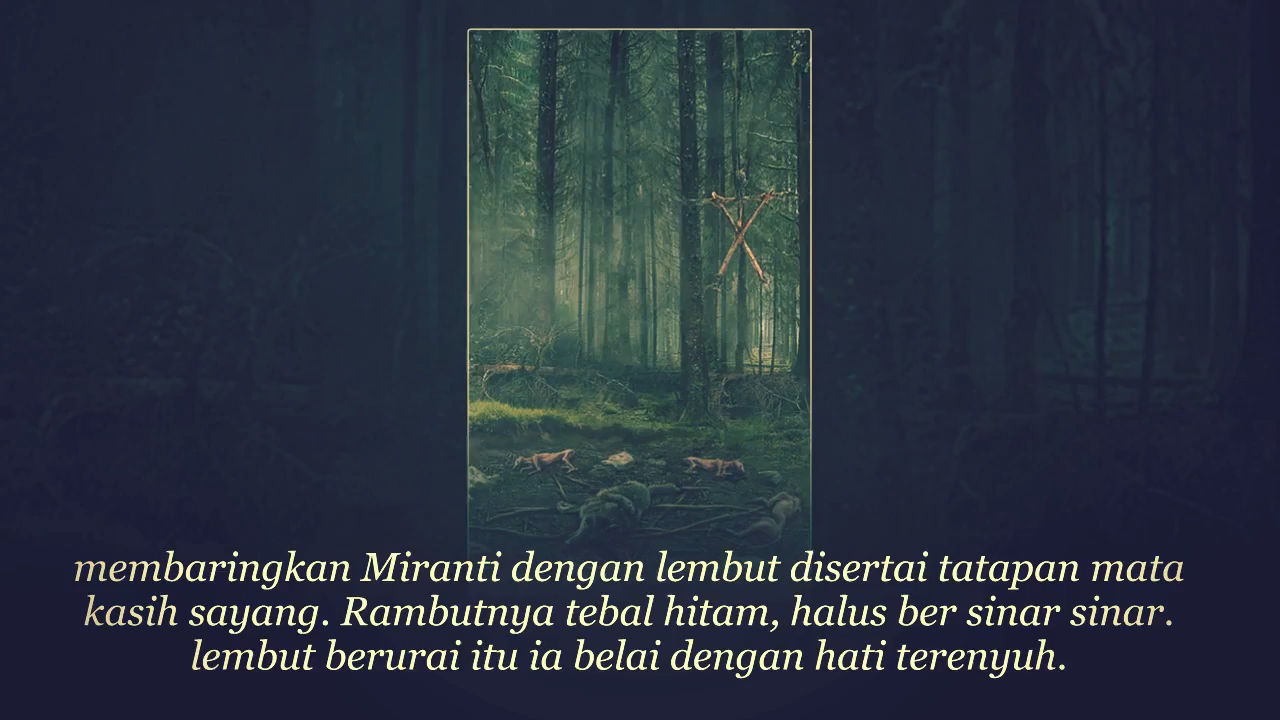 membaringkan Miranti dengan lembut disertai tatapan mata
kasih sayang. Rambutnya tebal hitam, halus ber sinar sinar.
lembut berurai itu ia belai dengan hati terenyuh.